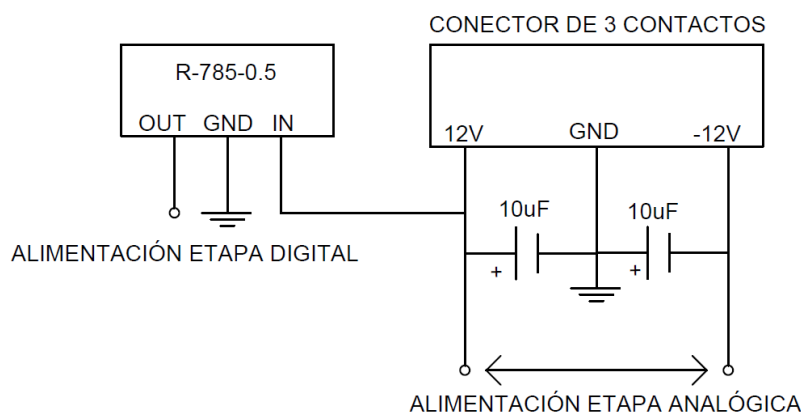 CONECTOR DE 3 CONTACTOS
R-785-0.5
OUT GND IN
12V GND -12V
10uF 10uF
+ +
ALIMENTACIÓN ETAPA DIGITAL
ALIMENTACIÓN ETAPA ANALÓGICA